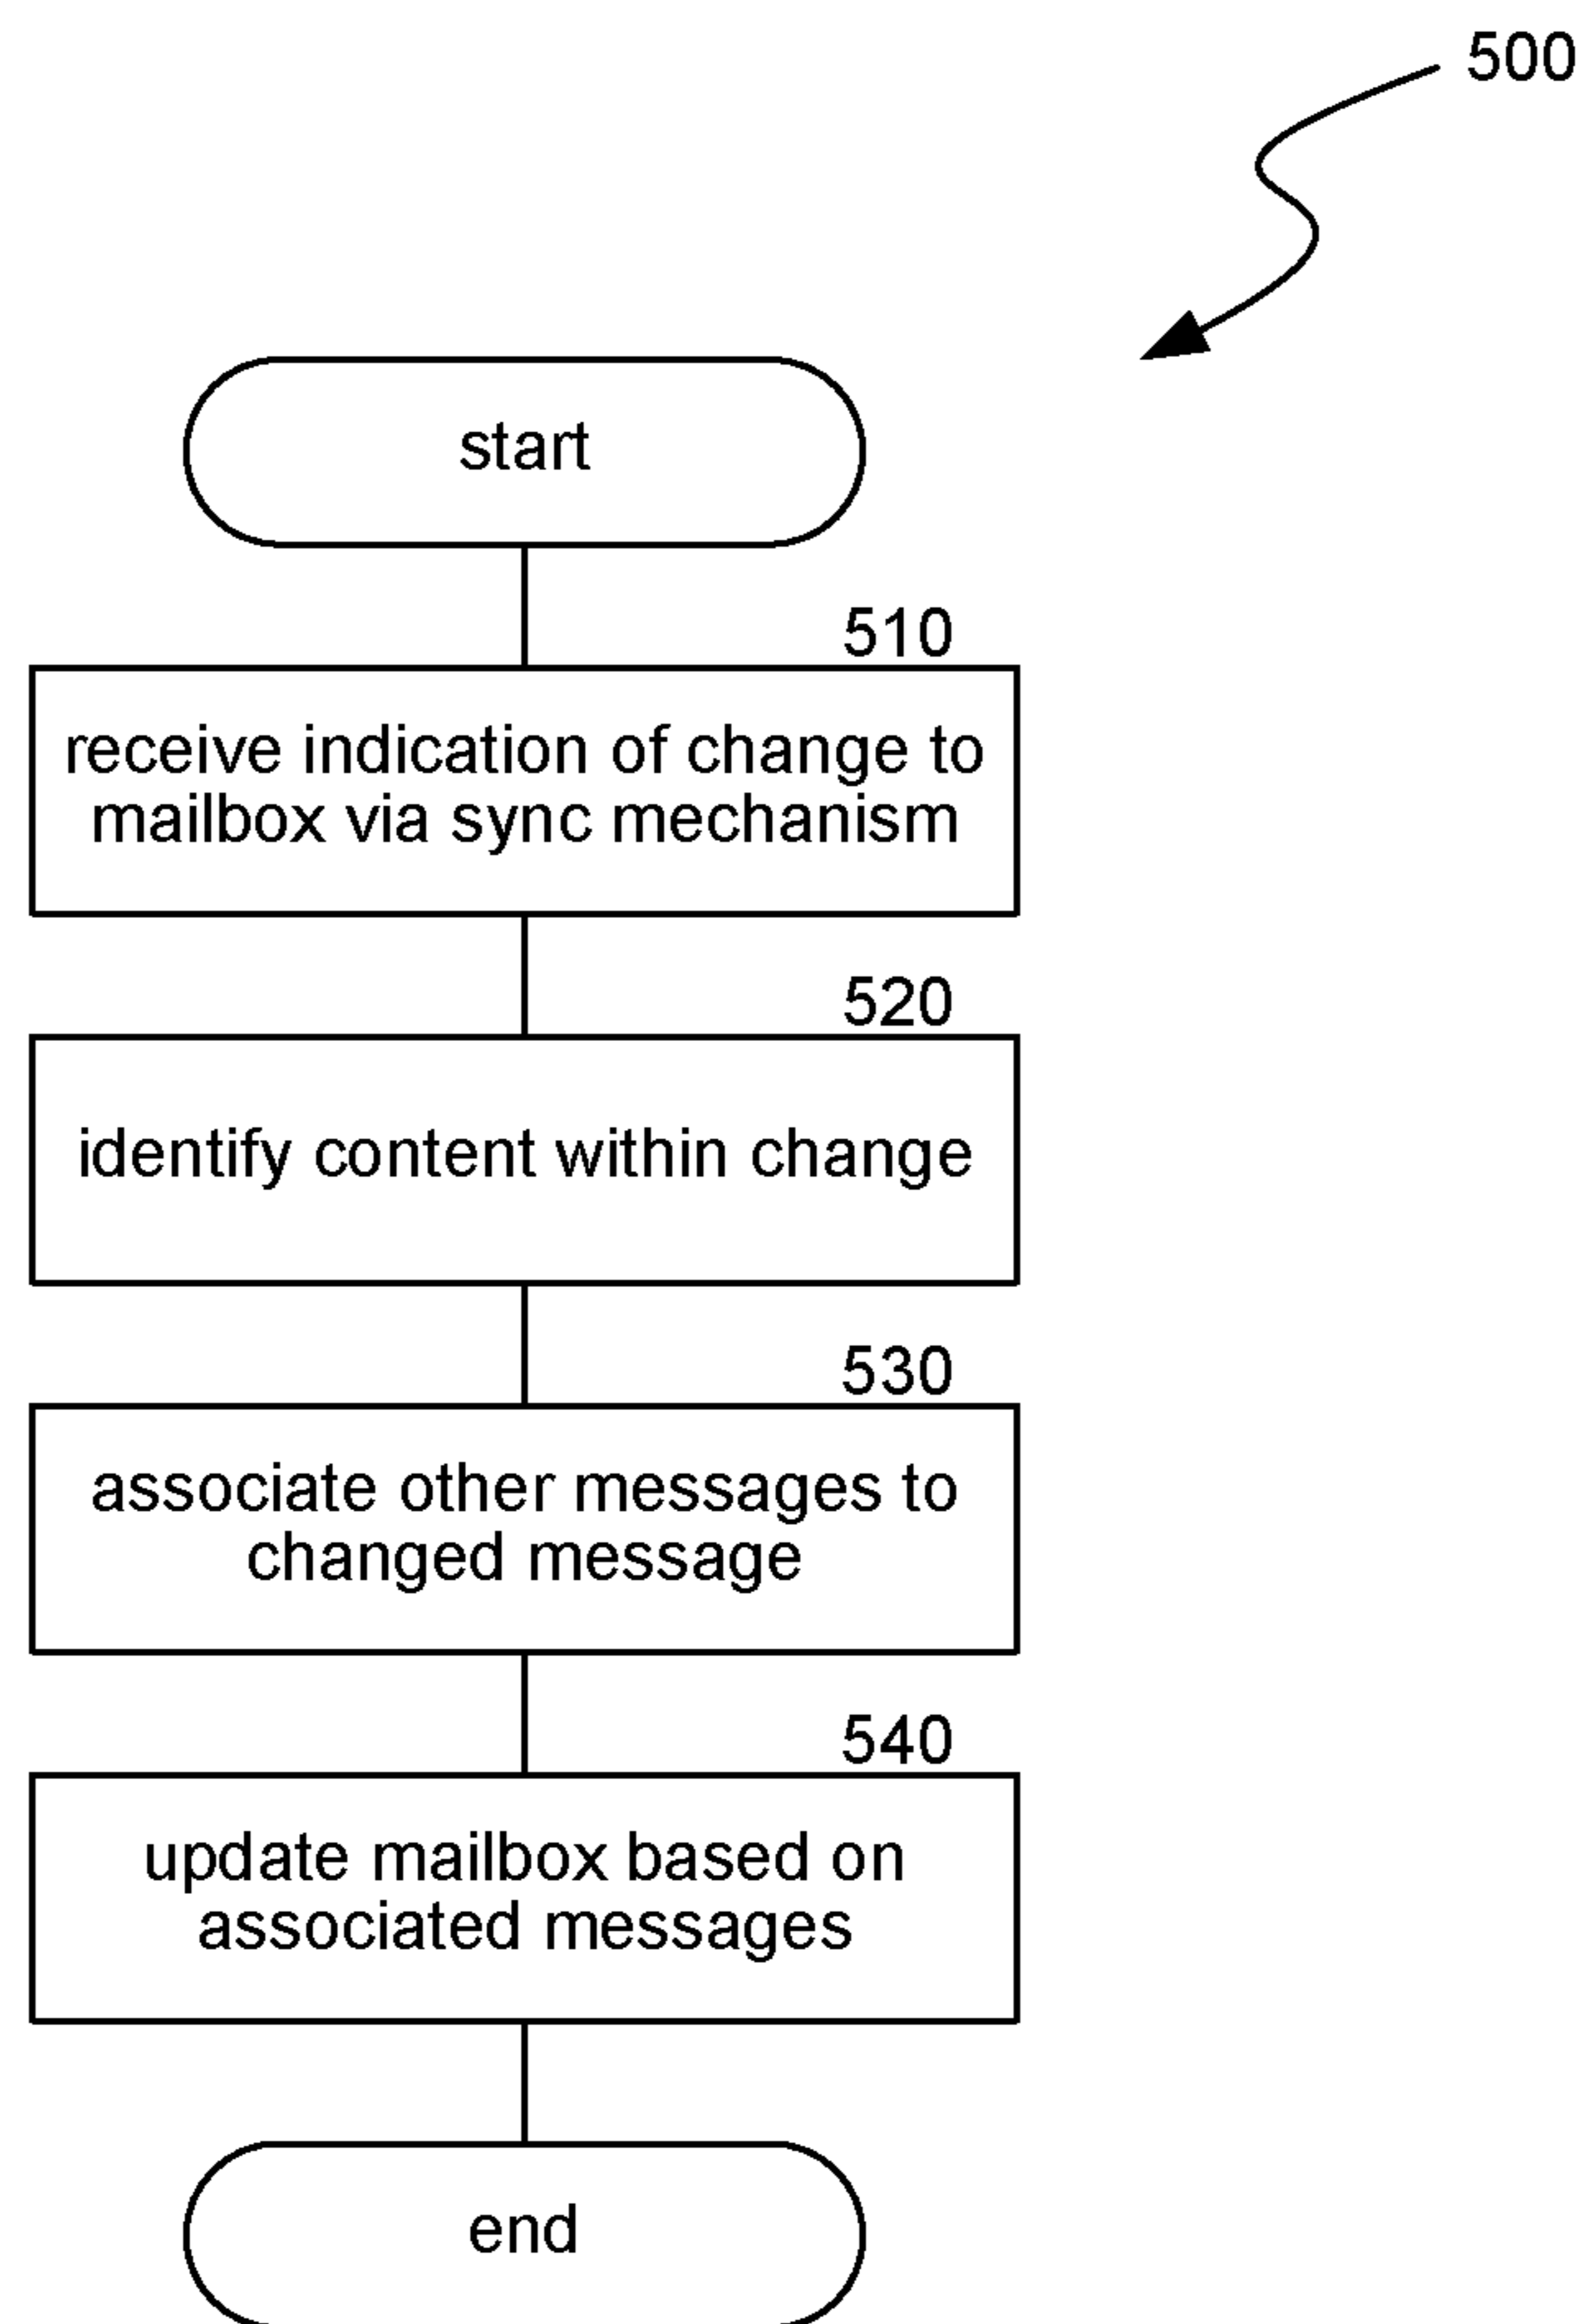 500
start
510
receive indication of change to
mailbox via sync mechanism
520
identify content within change
530
associate other messages to
changed message
540
update mailbox based on
associated messages
end